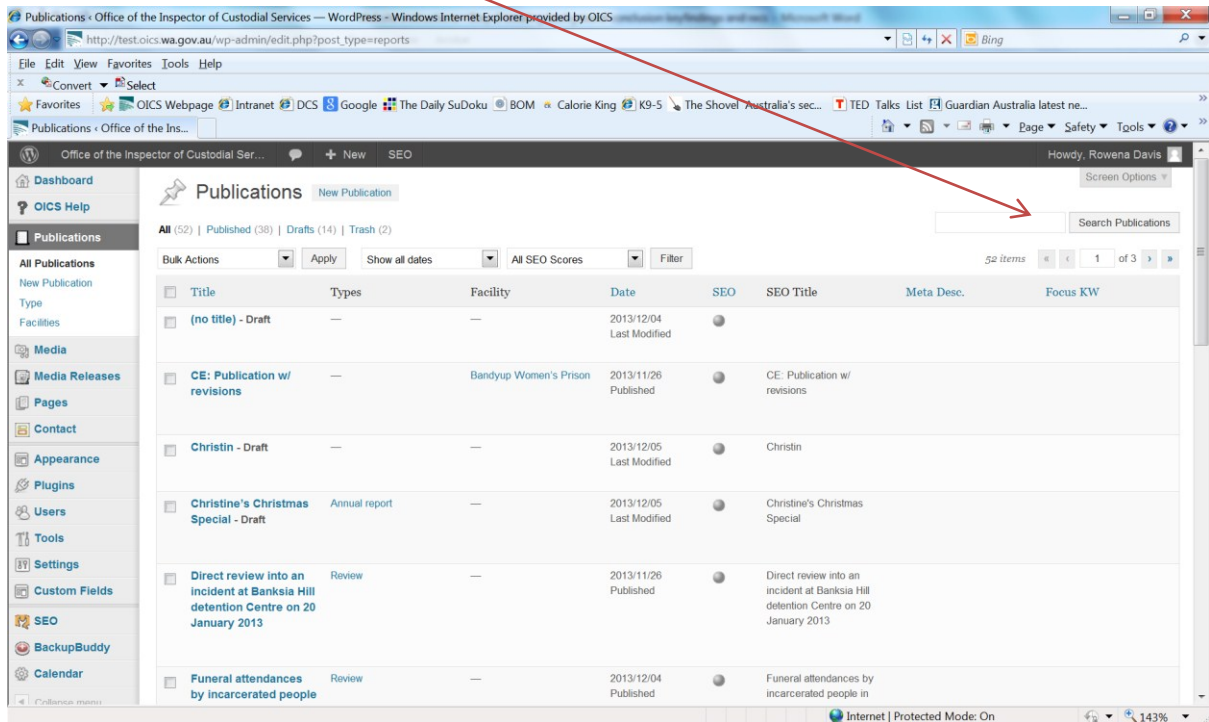 Publications ‹ Office of the Inspector of Custodial Services — WordPress - Windows Internet Explorer provided by OICS
http://test.oics.wa.gov.au/wp-admin/edit.php?post_type=reports
Bing
File Edit View Favorites Tools Help
x Convert Select
Favorites OICS Webpage Intranet DCS Google The Daily SuDoku BOM Calorie King K9-5 The Shovel Australia's sec... TED Talks List Guardian Australia latest ne...
Publications ‹ Office of the Ins...
Page Safety Tools
Office of the Inspector of Custodial Ser... + New SEO Howdy, Rowena Davis
Dashboard
OICS Help
Publications
All Publications
New Publication
Type
Facilities
Media
Media Releases
Pages
Contact
Appearance
Plugins
Users
Tools
Settings
Custom Fields
SEO
BackupBuddy
Calendar
Collapse menu
Screen Options
Publications New Publication
All (52) | Published (38) | Drafts (14) | Trash (2)
Search Publications
Bulk Actions Apply Show all dates All SEO Scores Filter 52 items « ‹ 1 of 3 › »
Title Types Facility Date SEO SEO Title Meta Desc. Focus KW
(no title) - Draft — — 2013/12/04
Last Modified
CE: Publication w/ — Bandyup Women's Prison 2013/11/26 CE: Publication w/
revisions Published revisions
Christin - Draft — — 2013/12/05 Christin
Last Modified
Christine's Christmas Annual report — 2013/12/05 Christine's Christmas
Special - Draft Last Modified Special
Direct review into an Review — 2013/11/26 Direct review into an
incident at Banksia Hill Published incident at Banksia Hill
detention Centre on 20 detention Centre on 20
January 2013 January 2013
Funeral attendances Review — 2013/12/04 Funeral attendances by
by incarcerated people Published incarcerated people in
Internet | Protected Mode: On 143%